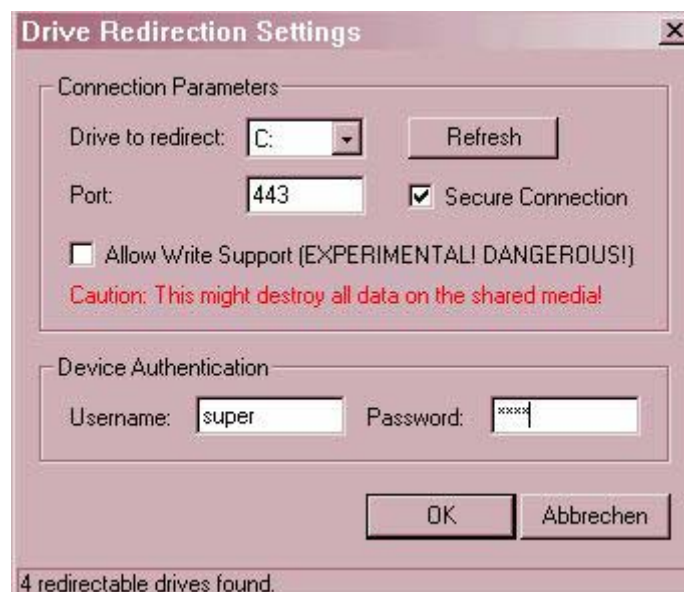 Drive Redirection Settings
Connection Parameters
Drive to redirect: C: Refresh
Port: 443 Secure Connection
Allow Write Support (EXPERIMENTAL! DANGEROUS!)
Caution: This might destroy all data on the shared media!
Device Authentication
Username: super Password: ****
OK Abbrechen
4 redirectable drives found.